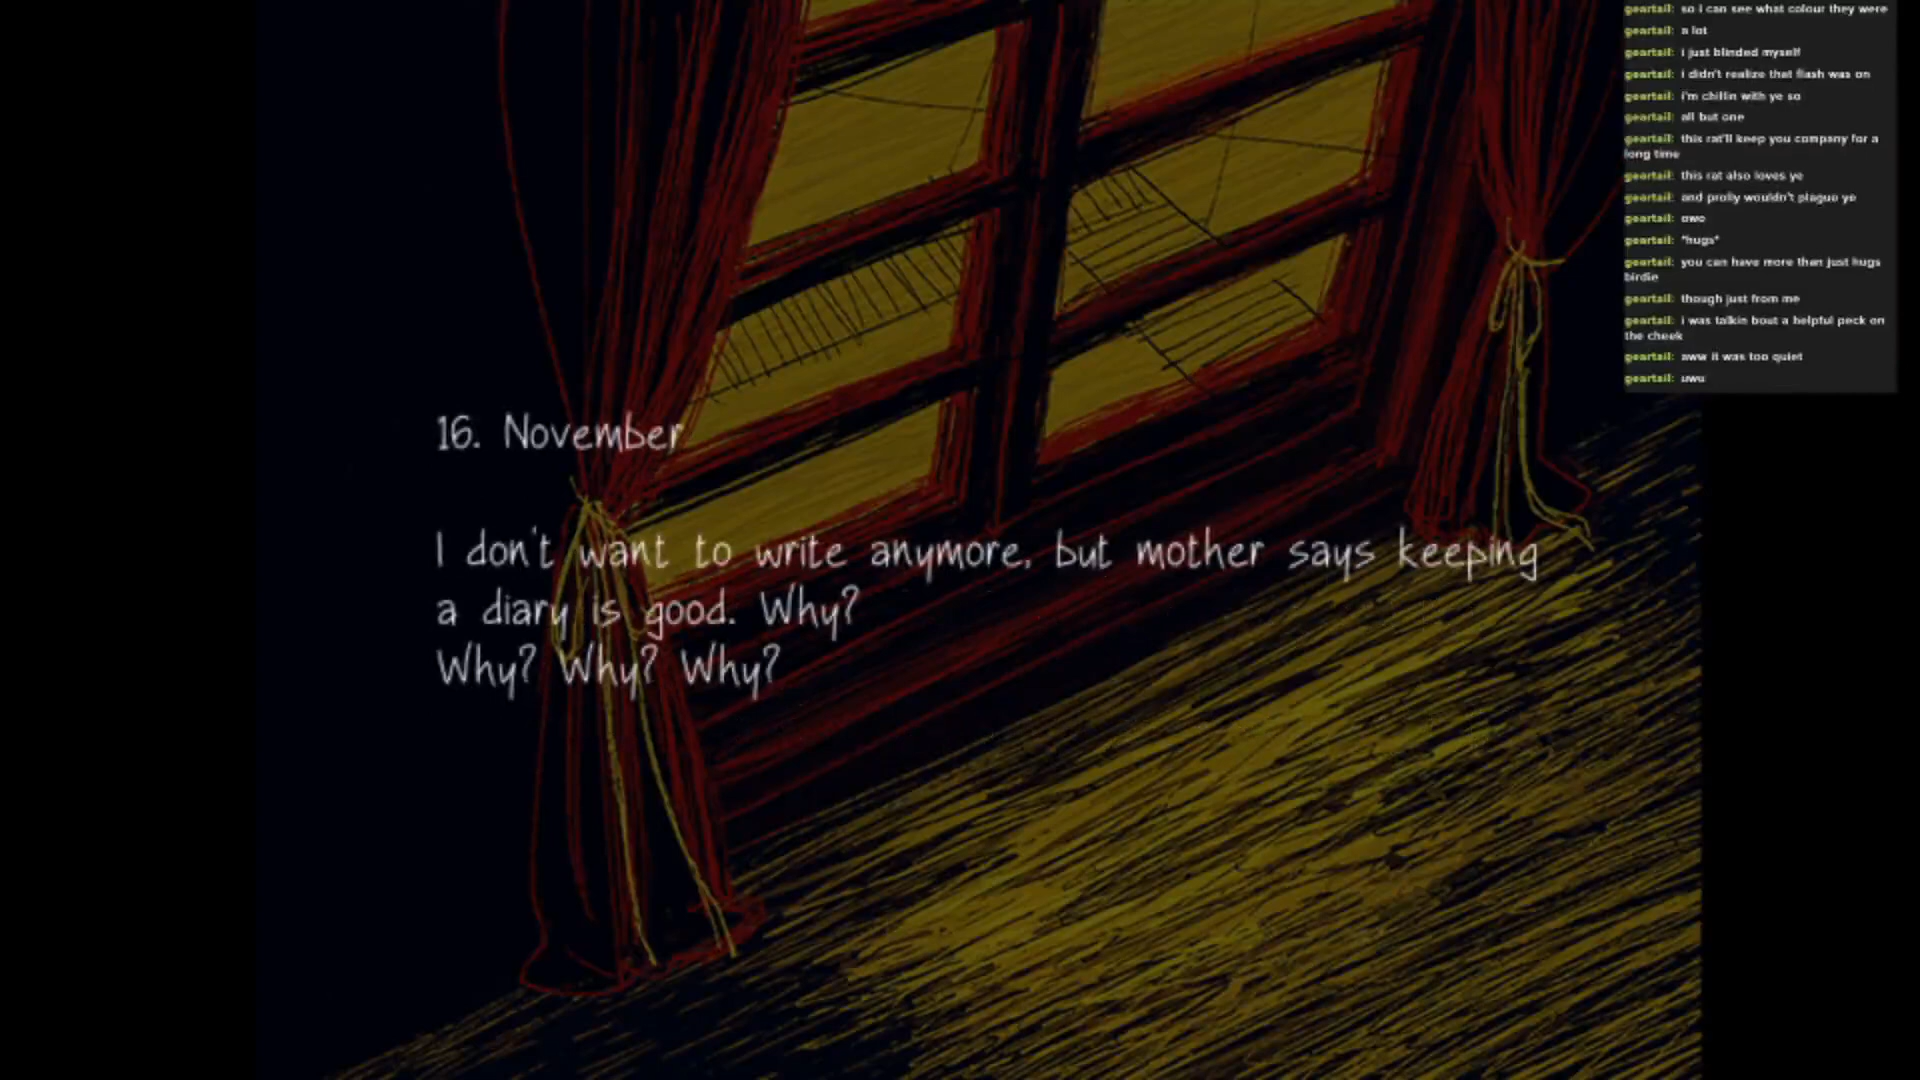 16. November
I don't want to write anymore, but mother says keeping
a diary is good. Why?
Why? Why? Why?
geartail: so i can see what colour they were
geartail: a lot
geartail: i just blinded myself
geartail: i didn't realize that flash was on
geartail: i'm chillin with ye so
geartail: all but one
geartail: this rat'll keep you company for a
long time
geartail: this rat also loves ye
geartail: and prolly wouldn't plague ye
geartail: owo
geartail: *hugs*
geartail: you can have more than just hugs
birdie
geartail: though just from me
geartail: i was talkin bout a helpful peck on
the cheek
geartail: aww it was too quiet
geartail: uwu